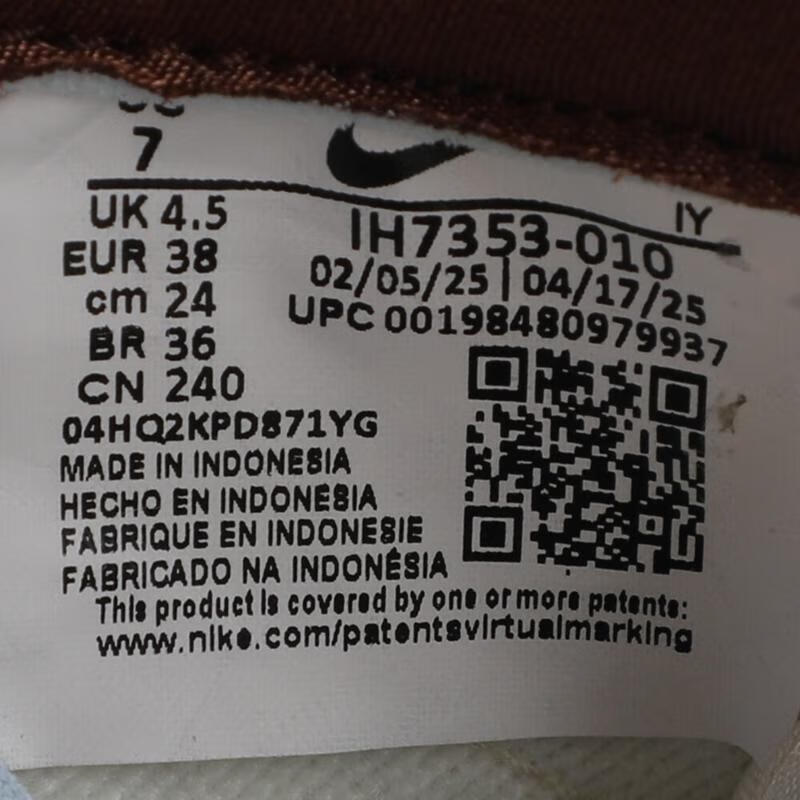 7
IY
UK 4.5
IH7353-010
EUR 38
02/05/25 | 04/17/25
cm 24
UPC 00198480979937
BR 36
CN 240
04HQ2KPD871YG
MADE IN INDONESIA
HECHO EN INDONESIA
FABRIQUE EN INDONESIE
FABRICADO NA INDONÉSIA
This product is covered by one or more patents:
www.nike.com/patentsvirtualmarking